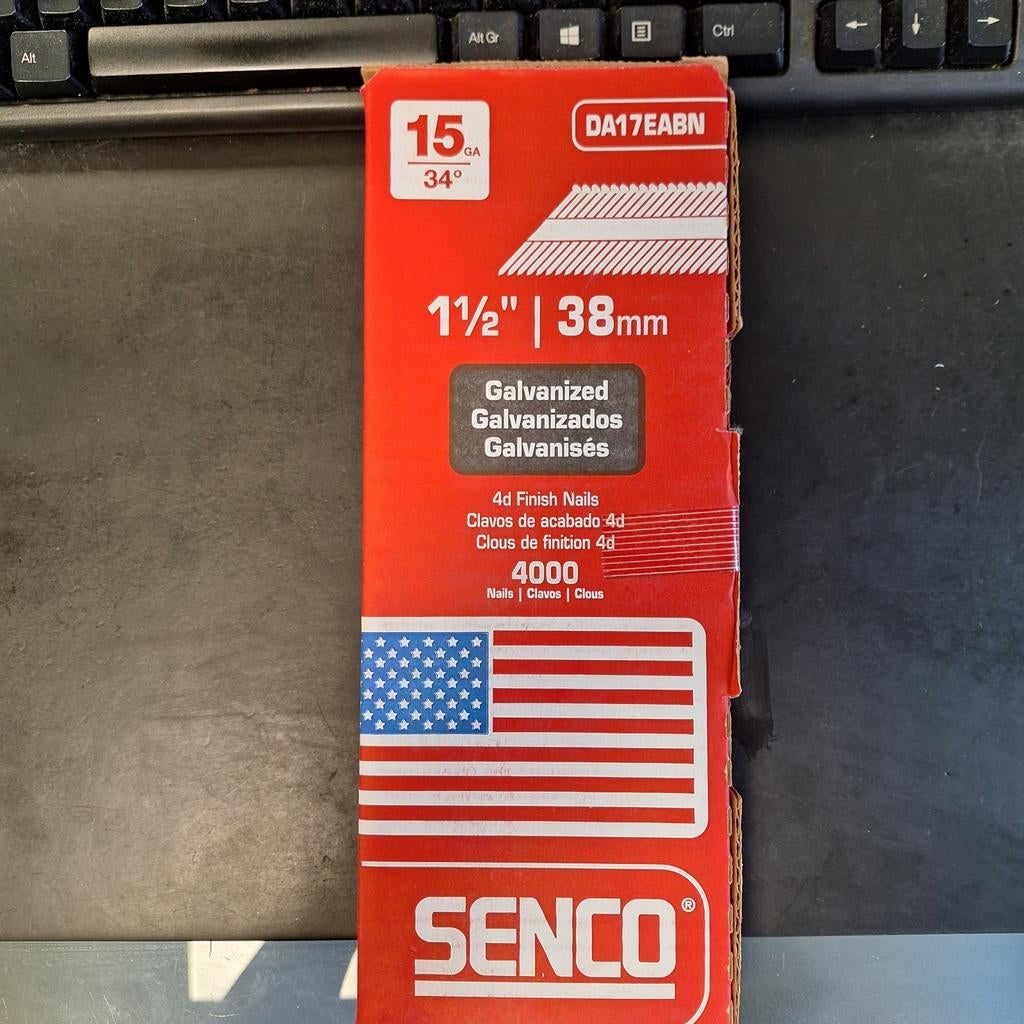 Alt
Alt Gr
Ctrl
15GA
34°
DA17EABN
1½" | 38mm
Galvanized
Galvanizados
Galvanisés
4d Finish Nails
Clavos de acabado 4d
Clous de finition 4d
4000
Nails | Clavos | Clous
SENCO®